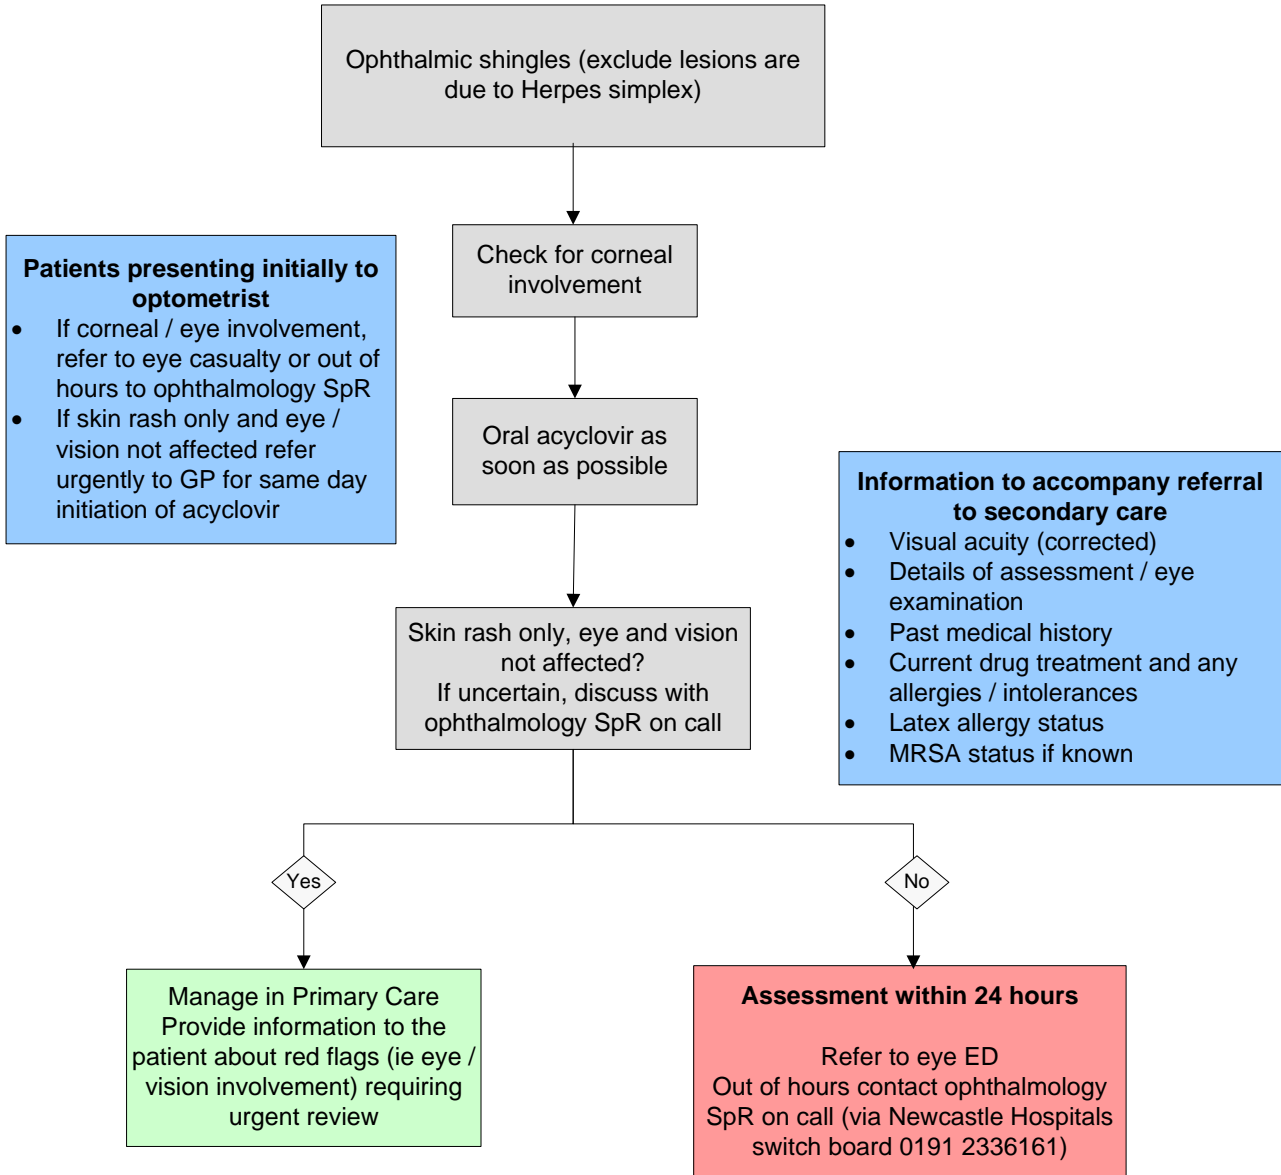 Ophthalmic shingles (exclude lesions are
due to Herpes simplex)
Check for corneal
involvement
Patients presenting initially to
optometrist
• If corneal / eye involvement,
refer to eye casualty or out of
hours to ophthalmology SpR
• If skin rash only and eye /
vision not affected refer
urgently to GP for same day
initiation of acyclovir
Oral acyclovir as
soon as possible
Information to accompany referral
to secondary care
• Visual acuity (corrected)
• Details of assessment / eye
examination
• Past medical history
• Current drug treatment and any
allergies / intolerances
• Latex allergy status
• MRSA status if known
Skin rash only, eye and vision
not affected?
If uncertain, discuss with
ophthalmology SpR on call
Yes
No
Manage in Primary Care
Provide information to the
patient about red flags (ie eye /
vision involvement) requiring
urgent review
Assessment within 24 hours
Refer to eye ED
Out of hours contact ophthalmology
SpR on call (via Newcastle Hospitals
switch board 0191 2336161)